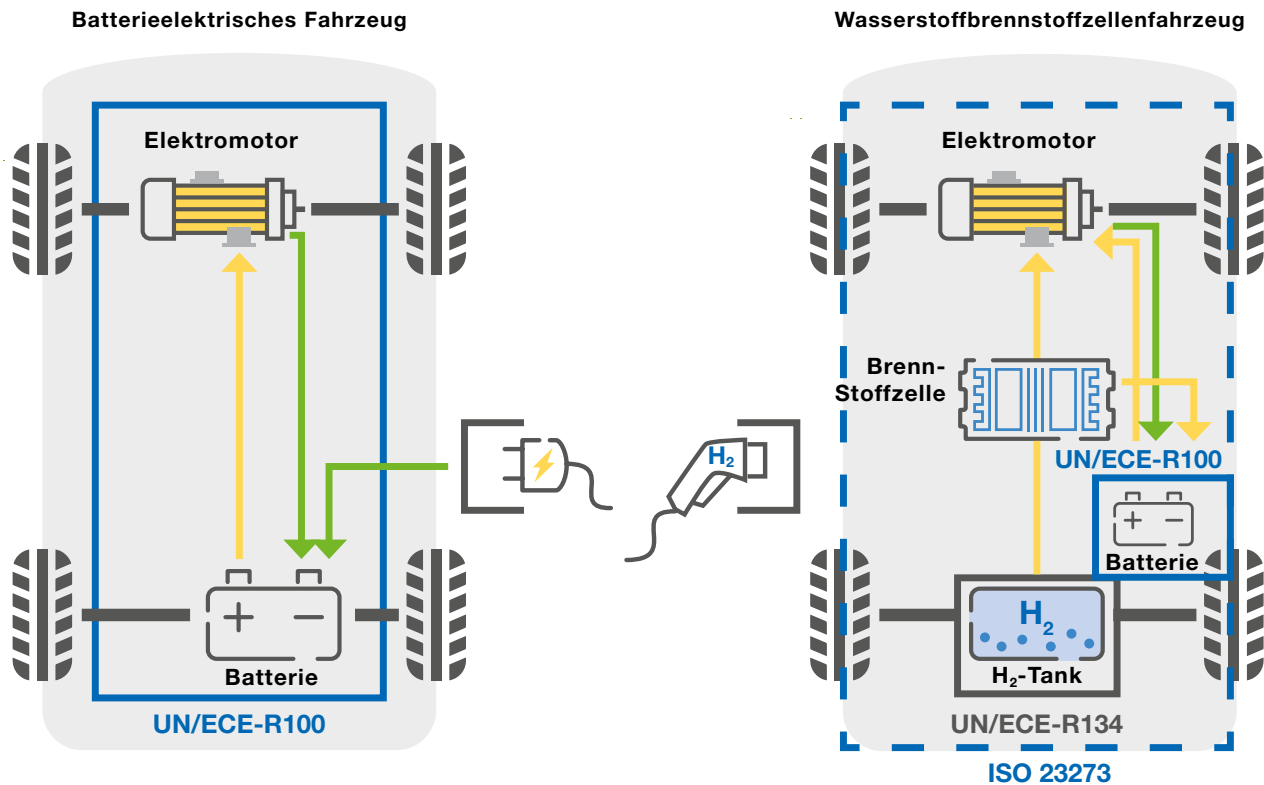 Batterieelektrisches Fahrzeug
Elektromotor
+ −
Batterie
UN/ECE-R100
H₂
Wasserstoffbrennstoffzellenfahrzeug
Elektromotor
Brenn-
Stoffzelle
UN/ECE-R100
+ −
Batterie
H₂
H₂-Tank
UN/ECE-R134
ISO 23273